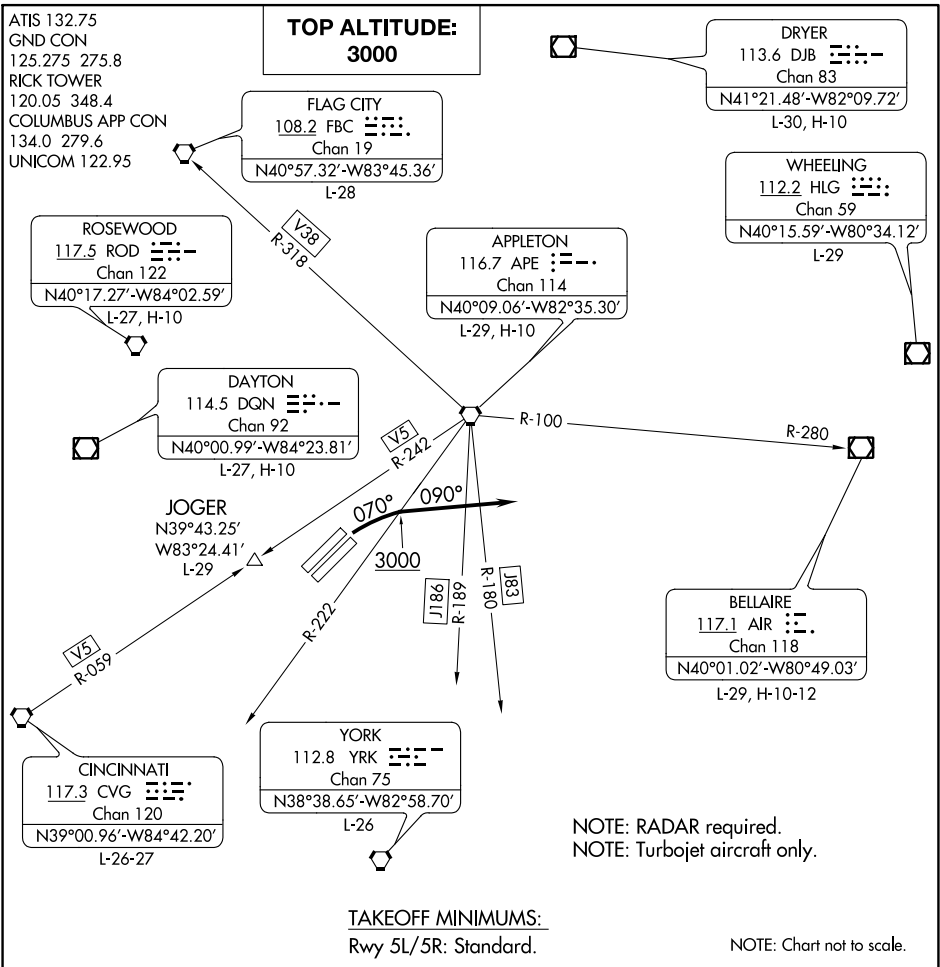 ATIS 132.75
GND CON
125.275 275.8
RICK TOWER
120.05 348.4
COLUMBUS APP CON
134.0 279.6
UNICOM 122.95
TOP ALTITUDE:
3000
DRYER
113.6 DJB
Chan 83
N41°21.48'-W82°09.72'
L-30, H-10
FLAG CITY
108.2 FBC
Chan 19
N40°57.32'-W83°45.36'
L-28
WHEELING
112.2 HLG
Chan 59
N40°15.59'-W80°34.12'
L-29
ROSEWOOD
117.5 ROD
Chan 122
N40°17.27'-W84°02.59'
L-27, H-10
V38
R-318
APPLETON
116.7 APE
Chan 114
N40°09.06'-W82°35.30'
L-29, H-10
DAYTON
114.5 DQN
Chan 92
N40°00.99'-W84°23.81'
L-27, H-10
V5
R-242
R-100
R-280
JOGER
N39°43.25'
W83°24.41'
L-29
070°
090°
3000
R-222
J186
R-189
R-180
J83
V5
R-059
BELLAIRE
117.1 AIR
Chan 118
N40°01.02'-W80°49.03'
L-29, H-10-12
CINCINNATI
117.3 CVG
Chan 120
N39°00.96'-W84°42.20'
L-26-27
YORK
112.8 YRK
Chan 75
N38°38.65'-W82°58.70'
L-26
NOTE: RADAR required.
NOTE: Turbojet aircraft only.
TAKEOFF MINIMUMS:
Rwy 5L/5R: Standard.
NOTE: Chart not to scale.